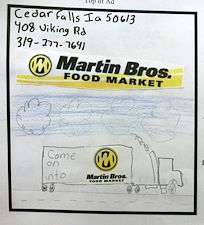 Top of Ad
Cedar Falls Ia 50613
408 Viking Rd
319-277-7641
Martin Bros.
FOOD MARKET
Come
on
into
Martin Bros.
FOOD MARKET